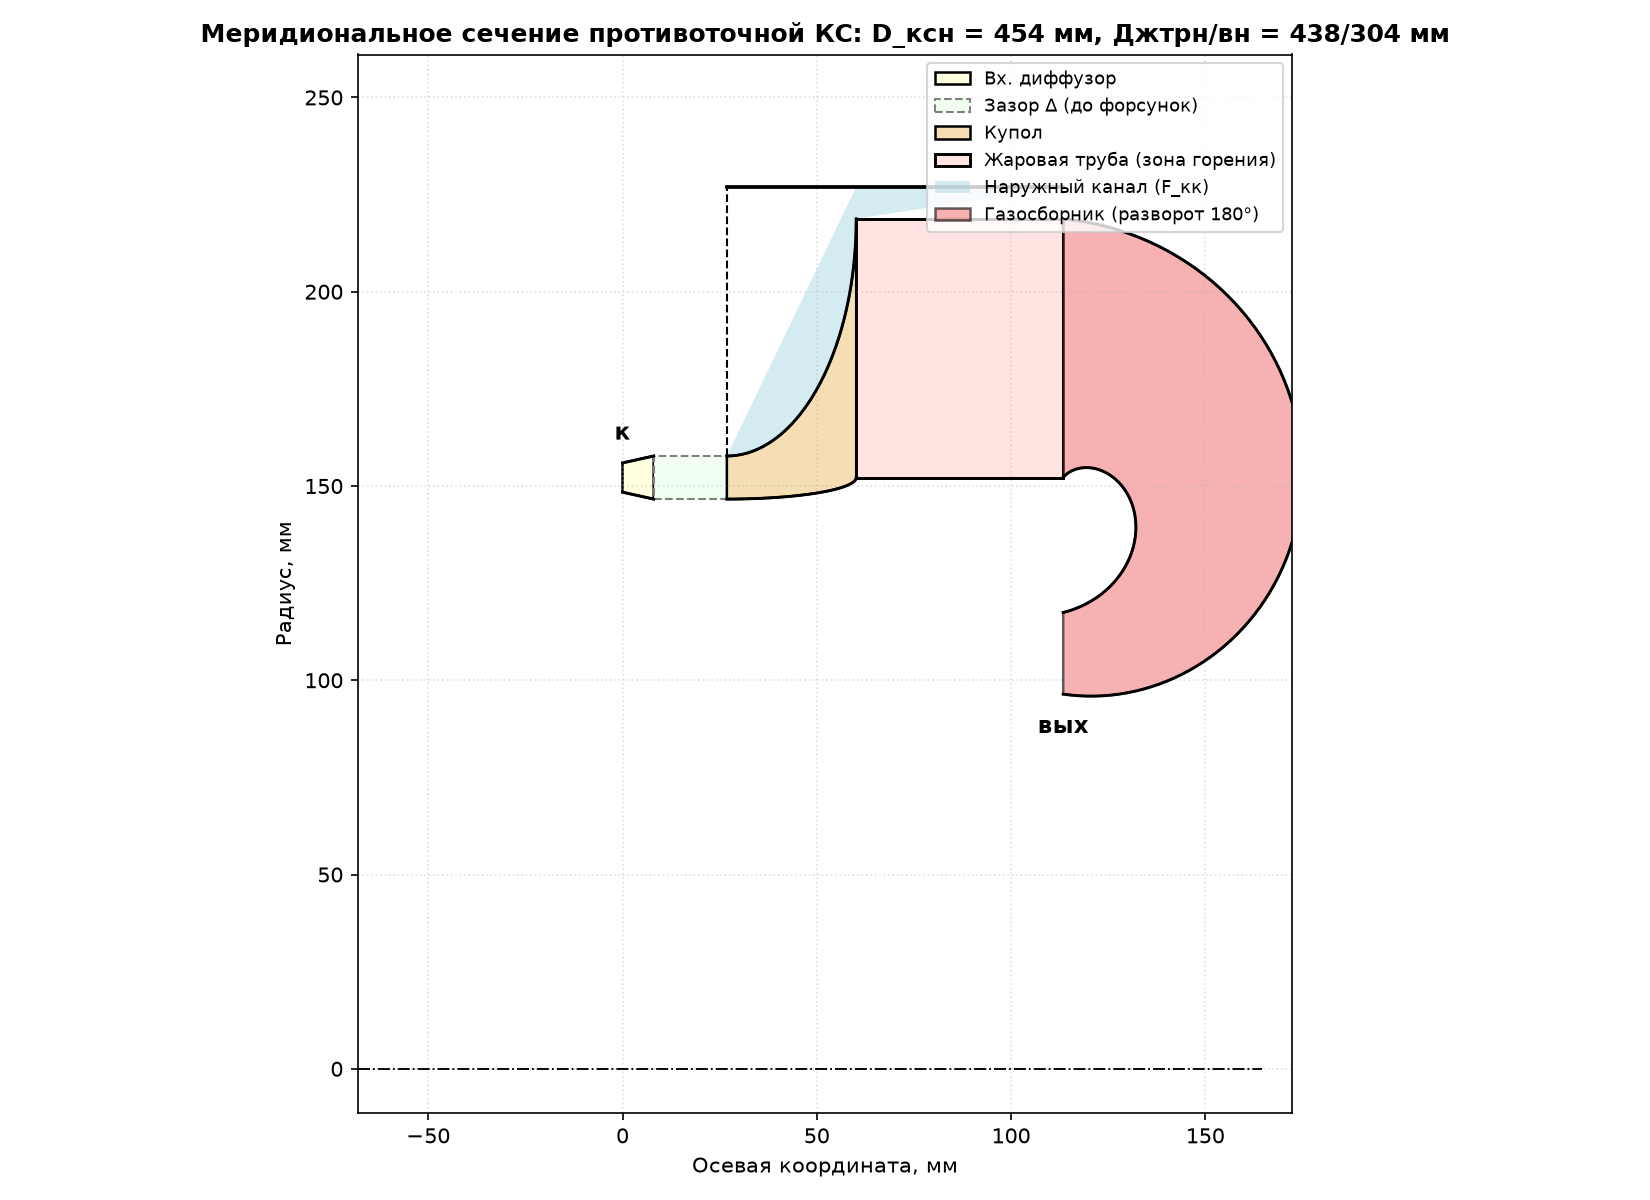 Меридиональное сечение противоточной КС: D_ксн = 454 мм, Dжтрн/вн = 438/304 мм
Вх. диффузор
Зазор Δ (до форсунок)
Купол
Жаровая труба (зона горения)
Наружный канал (F_кк)
Газосборник (разворот 180°)
250
200
150
100
50
0
Радиус, мм
к
вых
−50
0
50
100
150
Осевая координата, мм